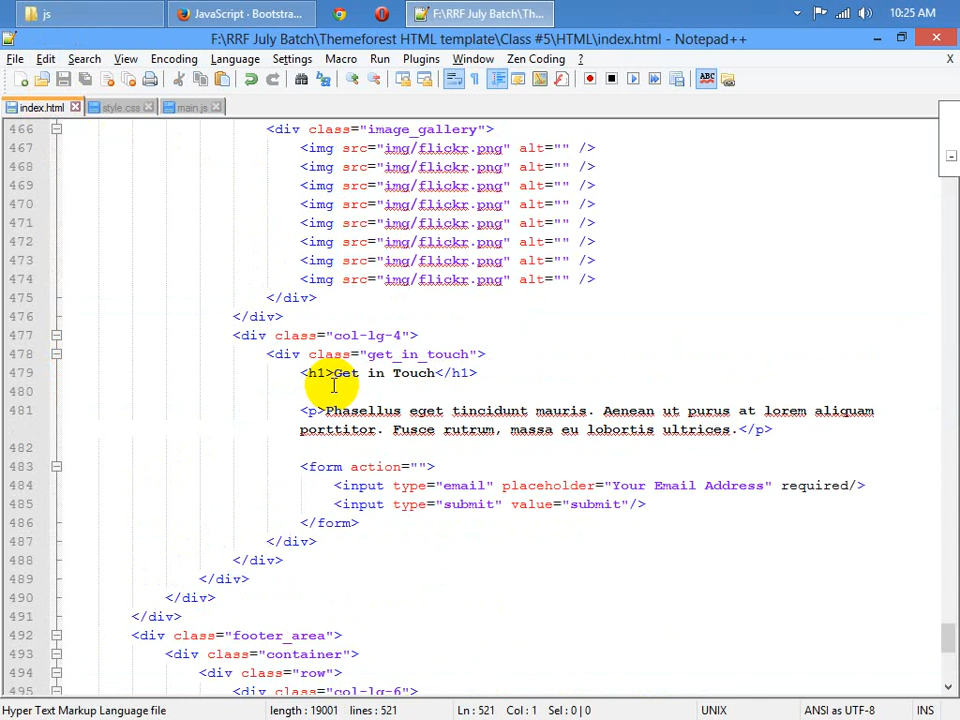 js
JavaScript - Bootstra...
F:\RRF July Batch\Th...
10:25 AM
F:\RRF July Batch\Themeforest HTML template\Class #5\HTML\index.html - Notepad++
File Edit Search View Encoding Language Settings Macro Run Plugins Window Zen Coding ? X
index.html style.css main.js
466 <div class="image_gallery">
467 <img src="img/flickr.png" alt="" />
468 <img src="img/flickr.png" alt="" />
469 <img src="img/flickr.png" alt="" />
470 <img src="img/flickr.png" alt="" />
471 <img src="img/flickr.png" alt="" />
472 <img src="img/flickr.png" alt="" />
473 <img src="img/flickr.png" alt="" />
474 <img src="img/flickr.png" alt="" />
475 </div>
476 </div>
477 <div class="col-lg-4">
478 <div class="get_in_touch">
479 <h1>Get in Touch</h1>
480
481 <p>Phasellus eget tincidunt mauris. Aenean ut purus at lorem aliquam
porttitor. Fusce rutrum, massa eu lobortis ultrices.</p>
482
483 <form action="">
484 <input type="email" placeholder="Your Email Address" required/>
485 <input type="submit" value="submit"/>
486 </form>
487 </div>
488 </div>
489 </div>
490 </div>
491 </div>
492 <div class="footer_area">
493 <div class="container">
494 <div class="row">
495 <div class="col-lg-6">
Hyper Text Markup Language file length : 19001 lines : 521 Ln : 521 Col : 1 Sel : 0 | 0 UNIX ANSI as UTF-8 INS